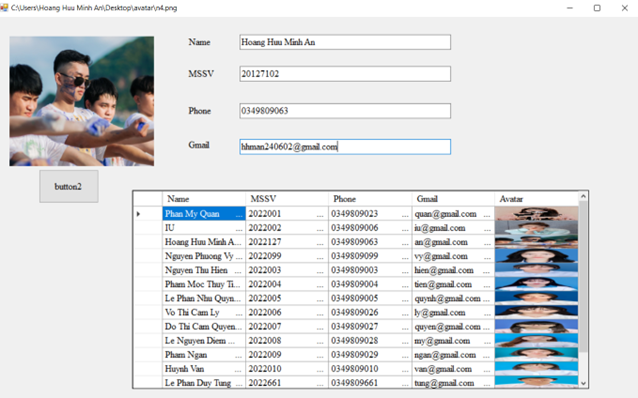 C:\Users\Hoang Huu Minh An\Desktop\avatar\n4.png
Name Hoang Huu Minh An
MSSV 20127102
Phone 0349809063
Gmail hhman240602@gmail.com
button2
Name MSSV Phone Gmail Avatar
Phan My Quan 2022001 ... 0349809023 ... quan@gmail.com ...
IU 2022002 ... 0349809006 ... iu@gmail.com ...
Hoang Huu Minh A... 2022127 ... 0349809063 ... an@gmail.com ...
Nguyen Phuong Vy ... 2022099 ... 0349809099 ... vy@gmail.com ...
Nguyen Thu Hien ... 2022003 ... 0349809003 ... hien@gmail.com ...
Pham Moc Thuy Ti... 2022004 ... 0349809004 ... tien@gmail.com ...
Le Phan Nhu Quyn... 2022005 ... 0349809005 ... quynh@gmail.com ...
Vo Thi Cam Ly ... 2022006 ... 0349809026 ... ly@gmail.com ...
Do Thi Cam Quyen... 2022007 ... 0349809027 ... quyen@gmail.com ...
Le Nguyen Diem ... 2022008 ... 0349809028 ... my@gmail.com ...
Pham Ngan ... 2022009 ... 0349809029 ... ngan@gmail.com ...
Huynh Van ... 2022010 ... 0349809010 ... van@gmail.com ...
Le Phan Duy Tung ... 2022661 ... 0349809661 ... tung@gmail.com ...